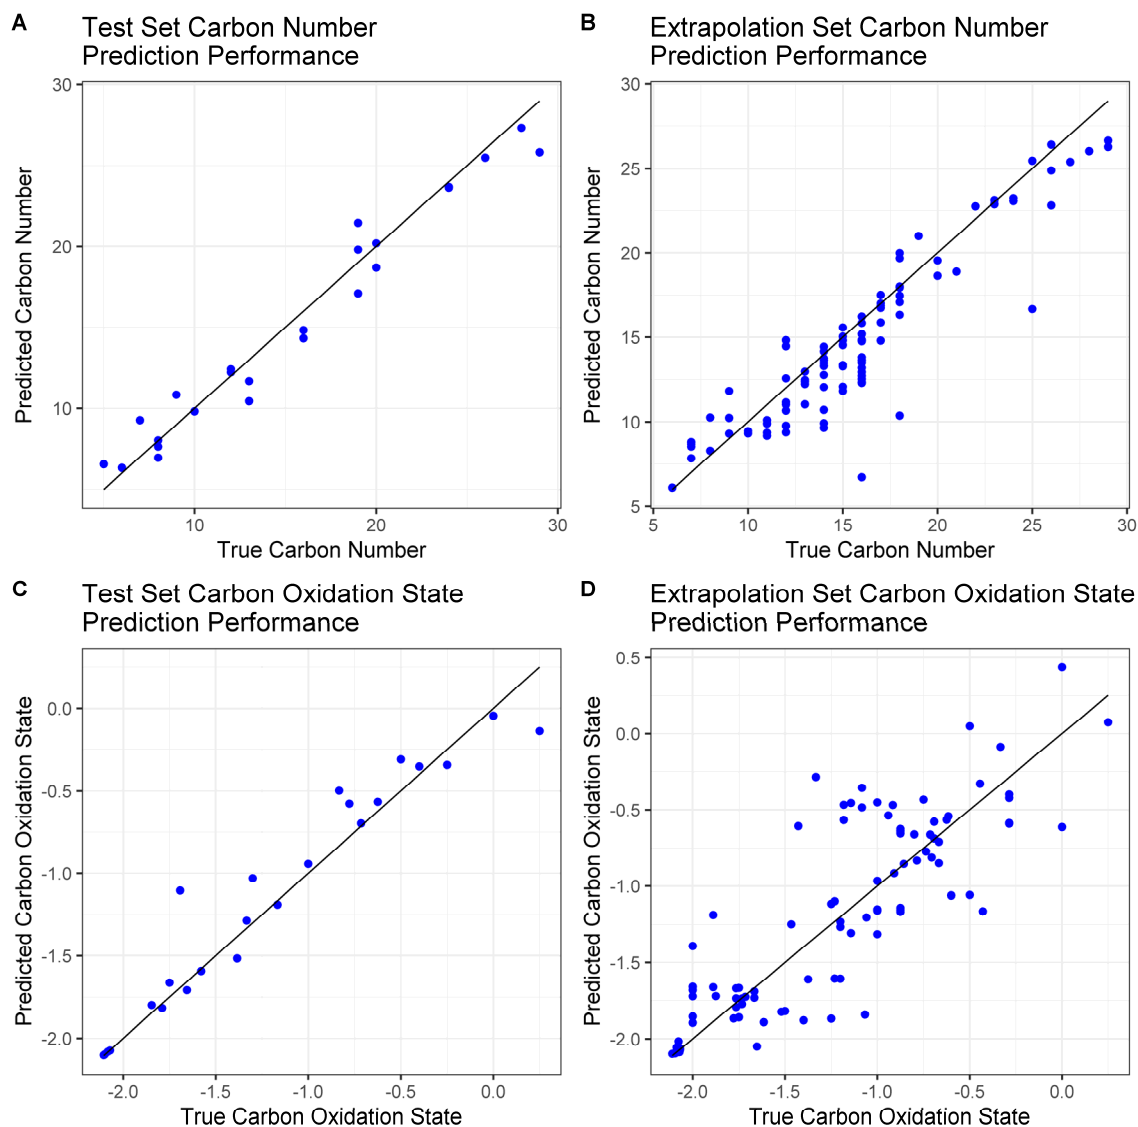 A
Test Set Carbon Number
Prediction Performance
30
20
10
10
20
30
Predicted Carbon Number
True Carbon Number
B
Extrapolation Set Carbon Number
Prediction Performance
30
25
20
15
10
5
5
10
15
20
25
30
Predicted Carbon Number
True Carbon Number
C
Test Set Carbon Oxidation State
Prediction Performance
0.0
-0.5
-1.0
-1.5
-2.0
-2.0
-1.5
-1.0
-0.5
0.0
Predicted Carbon Oxidation State
True Carbon Oxidation State
D
Extrapolation Set Carbon Oxidation State
Prediction Performance
0.5
0.0
-0.5
-1.0
-1.5
-2.0
-2.0
-1.5
-1.0
-0.5
0.0
Predicted Carbon Oxidation State
True Carbon Oxidation State